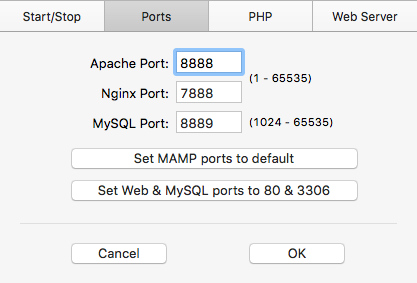 Start/Stop Ports PHP Web Server
Apache Port: 8888
(1 - 65535)
Nginx Port: 7888
MySQL Port: 8889 (1024 - 65535)
Set MAMP ports to default
Set Web & MySQL ports to 80 & 3306
Cancel OK